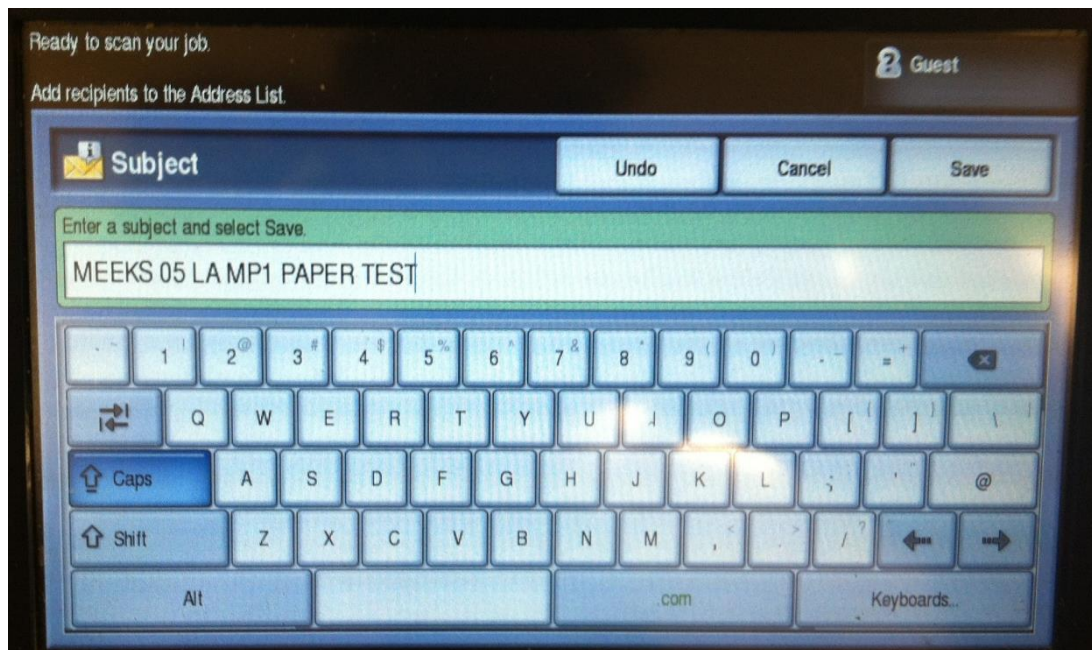 Ready to scan your job.
Guest
Add recipients to the Address List.
Subject
Undo Cancel Save
Enter a subject and select Save.
MEEKS 05 LA MP1 PAPER TEST
1 ! 2 @ 3 # 4 $ 5 % 6 ^ 7 & 8 * 9 ( 0 ) - _ = +
Q W E R T Y U O P [ { ] } \ |
Caps A S D F G H J K L ; : ' " @
Shift Z X C V B N M , < . > / ?
Alt .com Keyboards...